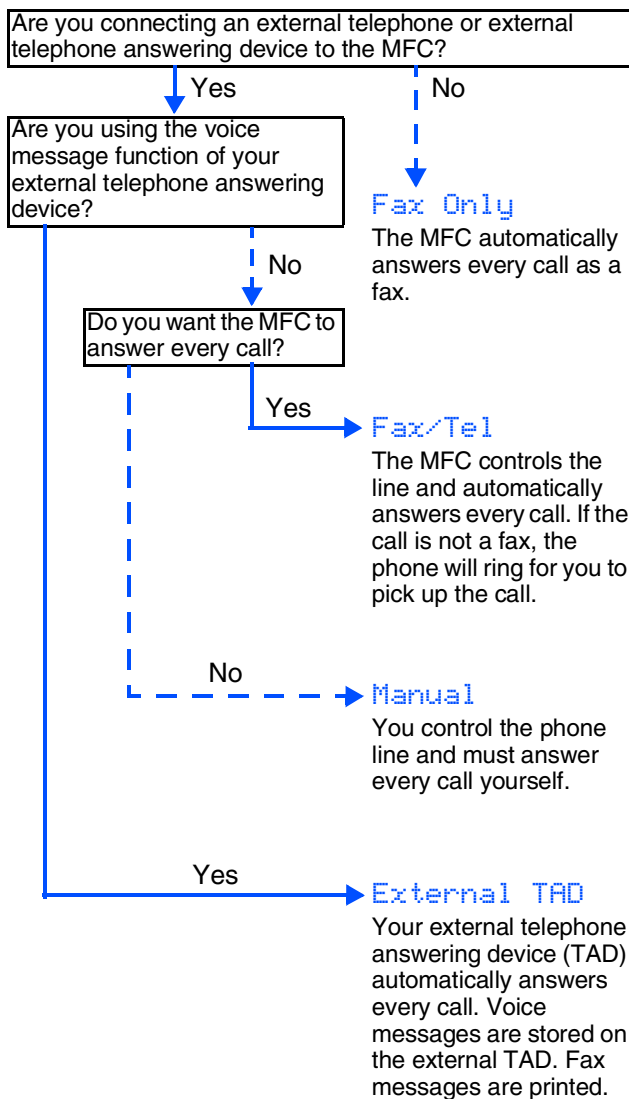 Are you connecting an external telephone or external
telephone answering device to the MFC?
Yes
No
Are you using the voice
message function of your
external telephone answering
device?
Fax Only
The MFC automatically
answers every call as a
fax.
No
Do you want the MFC to
answer every call?
Yes
Fax/Tel
The MFC controls the
line and automatically
answers every call. If the
call is not a fax, the
phone will ring for you to
pick up the call.
No
Manual
You control the phone
line and must answer
every call yourself.
Yes
External TAD
Your external telephone
answering device (TAD)
automatically answers
every call. Voice
messages are stored on
the external TAD. Fax
messages are printed.